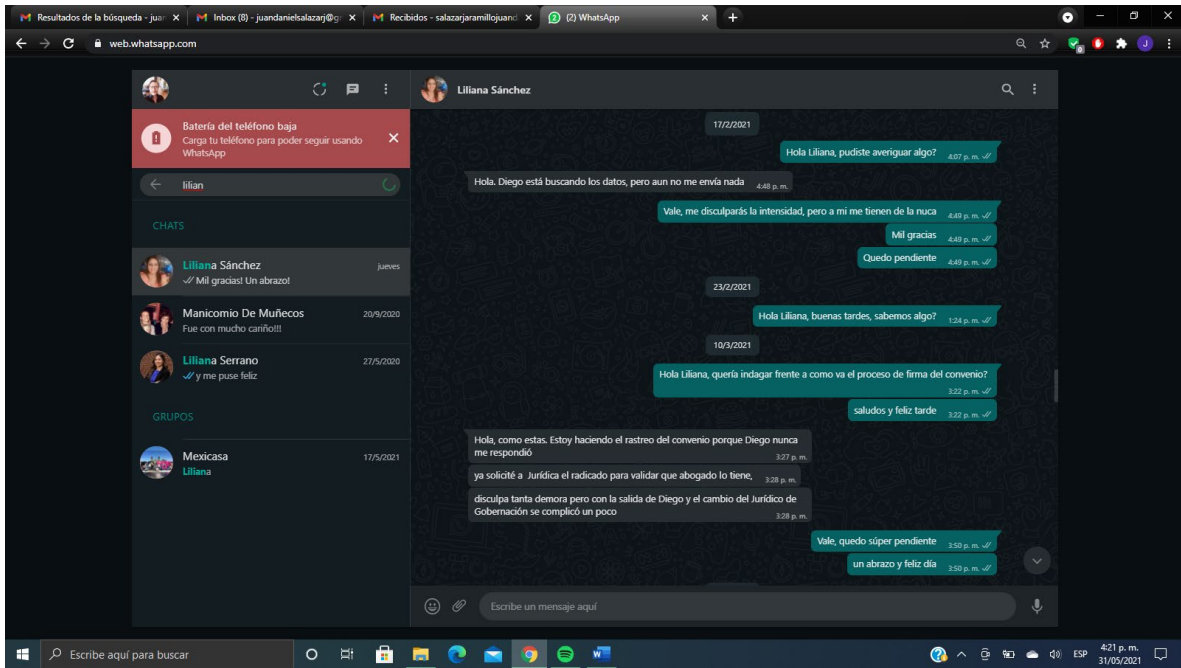 Resultados de la búsqueda - juan
Inbox (8) - juandanielsalazarj@g
Recibidos - salazarjaramillojuand
(2) WhatsApp
web.whatsapp.com
Batería del teléfono baja
Carga tu teléfono para poder seguir usando
WhatsApp
lilian
CHATS
Liliana Sánchez
jueves
Mil gracias! Un abrazo!
Manicomio De Muñecos
20/9/2020
Fue con mucho cariño!!!
Liliana Serrano
27/5/2020
y me puse feliz
GRUPOS
Mexicasa
17/5/2021
Liliana
Liliana Sánchez
17/2/2021
Hola Liliana, pudiste averiguar algo? 4:07 p. m.
Hola. Diego está buscando los datos, pero aun no me envía nada 4:48 p. m.
Vale, me disculparás la intensidad, pero a mi me tienen de la nuca 4:49 p. m.
Mil gracias 4:49 p. m.
Quedo pendiente 4:49 p. m.
23/2/2021
Hola Liliana, buenas tardes, sabemos algo? 1:24 p. m.
10/3/2021
Hola Liliana, quería indagar frente a como va el proceso de firma del convenio?
3:22 p. m.
saludos y feliz tarde 3:22 p. m.
Hola, como estas. Estoy haciendo el rastreo del convenio porque Diego nunca
me respondió
3:27 p. m.
ya solicité a Jurídica el radicado para validar que abogado lo tiene, 3:28 p. m.
disculpa tanta demora pero con la salida de Diego y el cambio del Jurídico de
Gobernación se complicó un poco
3:28 p. m.
Vale, quedo súper pendiente 3:50 p. m.
un abrazo y feliz día 3:50 p. m.
Escribe un mensaje aquí
Escribe aquí para buscar
ESP
4:21 p. m.
31/05/2021